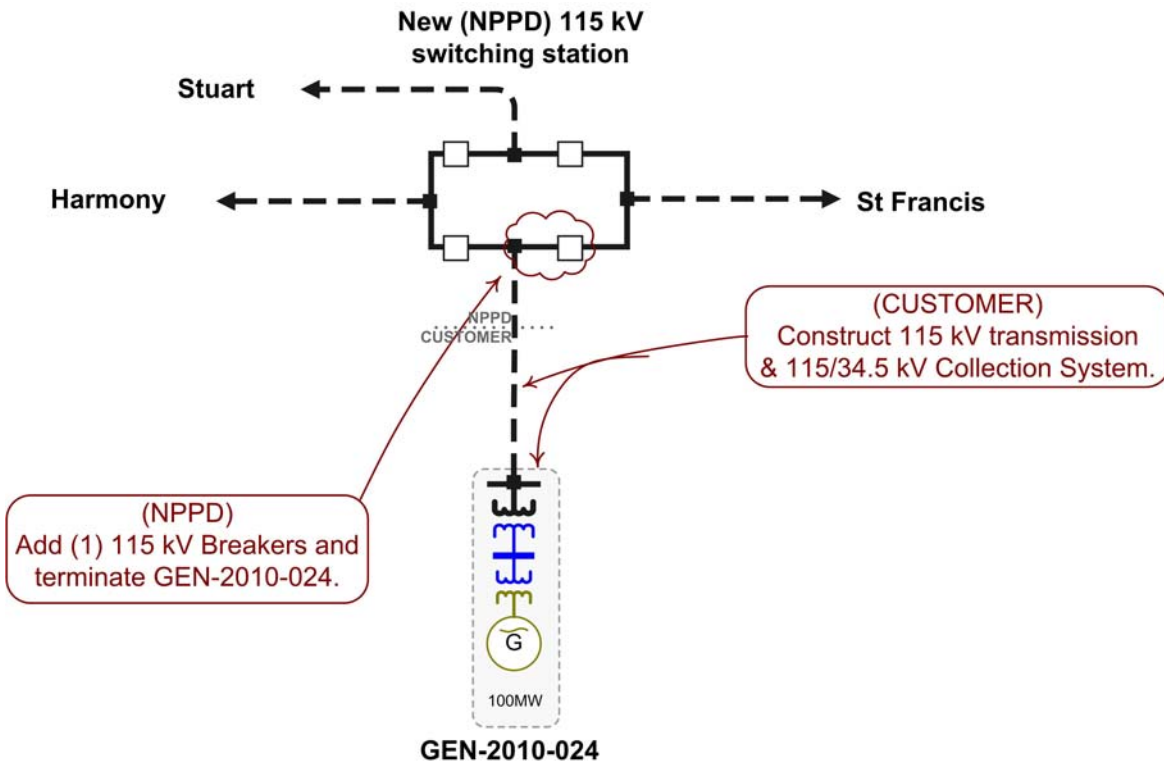 New (NPPD) 115 kV
switching station
Stuart
Harmony
St Francis
NPPD
CUSTOMER
(CUSTOMER)
Construct 115 kV transmission
& 115/34.5 kV Collection System.
(NPPD)
Add (1) 115 kV Breakers and
terminate GEN-2010-024.
G
100MW
GEN-2010-024